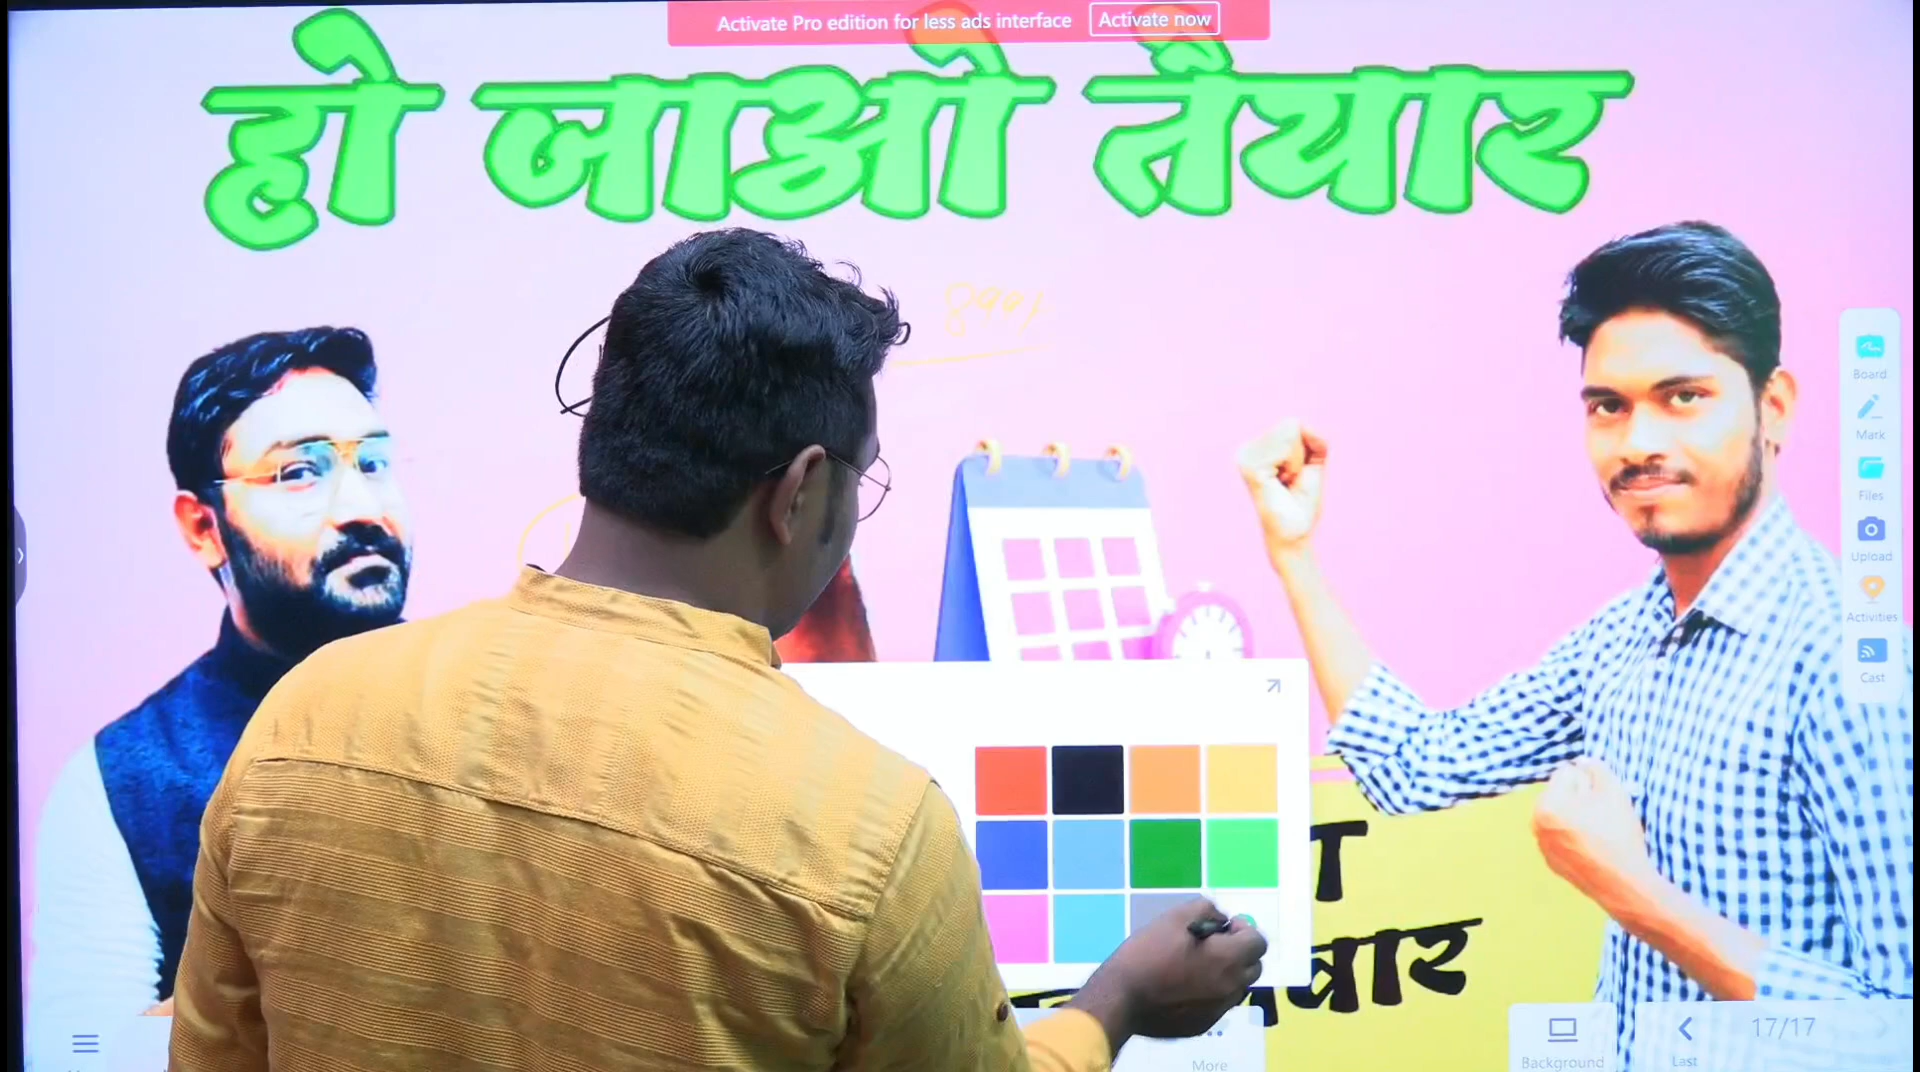 Activate Pro edition for less ads interface
Activate now
हो जाओ तैयार
Board
Mark
Files
Upload
Activities
Cast
More
Background
Last
17/17